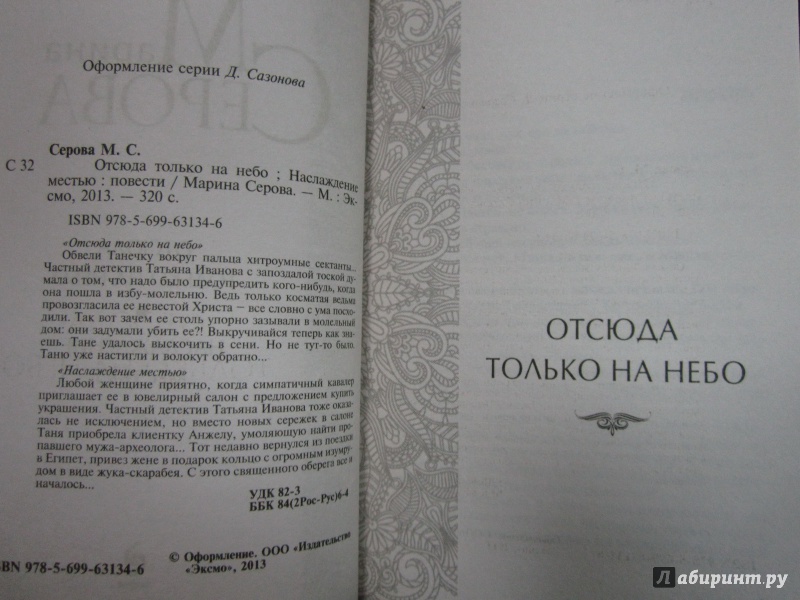 Марина
Серова
Оформление серии Д. Сазонова
Серова М. С.
С 32
Отсюда только на небо ; Наслаждение
местью : повести / Марина Серова. — М. : Эк-
смо, 2013. — 320 с.
ISBN 978-5-699-63134-6
«Отсюда только на небо»
Обвели Танечку вокруг пальца хитроумные сектанты...
Частный детектив Татьяна Иванова с запоздалой тоской ду-
мала о том, что надо было предупредить кого-нибудь, когда
она пошла в избу-молельню. Ведь только косматая ведьма
провозгласила ее невестой Христа – все словно с ума посхо-
дили. Так вот зачем ее столь упорно зазывали в молельный
дом: они задумали убить ее?! Выкручивайся теперь как зна-
ешь. Тане удалось выскочить в сени. Но не тут-то было.
Таню уже настигли и волокут обратно...
«Наслаждение местью»
Любой женщине приятно, когда симпатичный кавалер
приглашает ее в ювелирный салон с предложением купить
украшения. Частный детектив Татьяна Иванова тоже оказа-
лась не исключением, но вместо новых сережек в салоне
Таня приобрела клиентку Анжелу, умоляющую найти про-
павшего мужа-археолога... Тот недавно вернулся из поездки
в Египет, привез жене в подарок кольцо с огромным изумру-
дом в виде жука-скарабея. С этого священного оберега все и
началось...
УДК 82-3
ББК 84(2Рос-Рус)6-4
© Оформление. ООО «Издательство
«Эксмо», 2013
SBN 978-5-699-63134-6
ОТСЮДА
ТОЛЬКО НА НЕБО
Лабиринт.ру